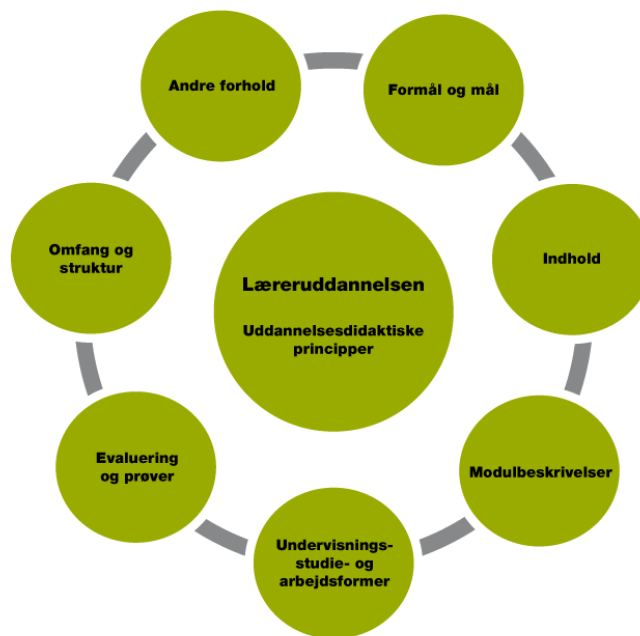 Andre forhold
Formål og mål
Omfang og
struktur
Indhold
Læreruddannelsen
Uddannelsesdidaktiske
principper
Evaluering
og prøver
Modulbeskrivelser
Undervisnings-
studie- og
arbejdsformer